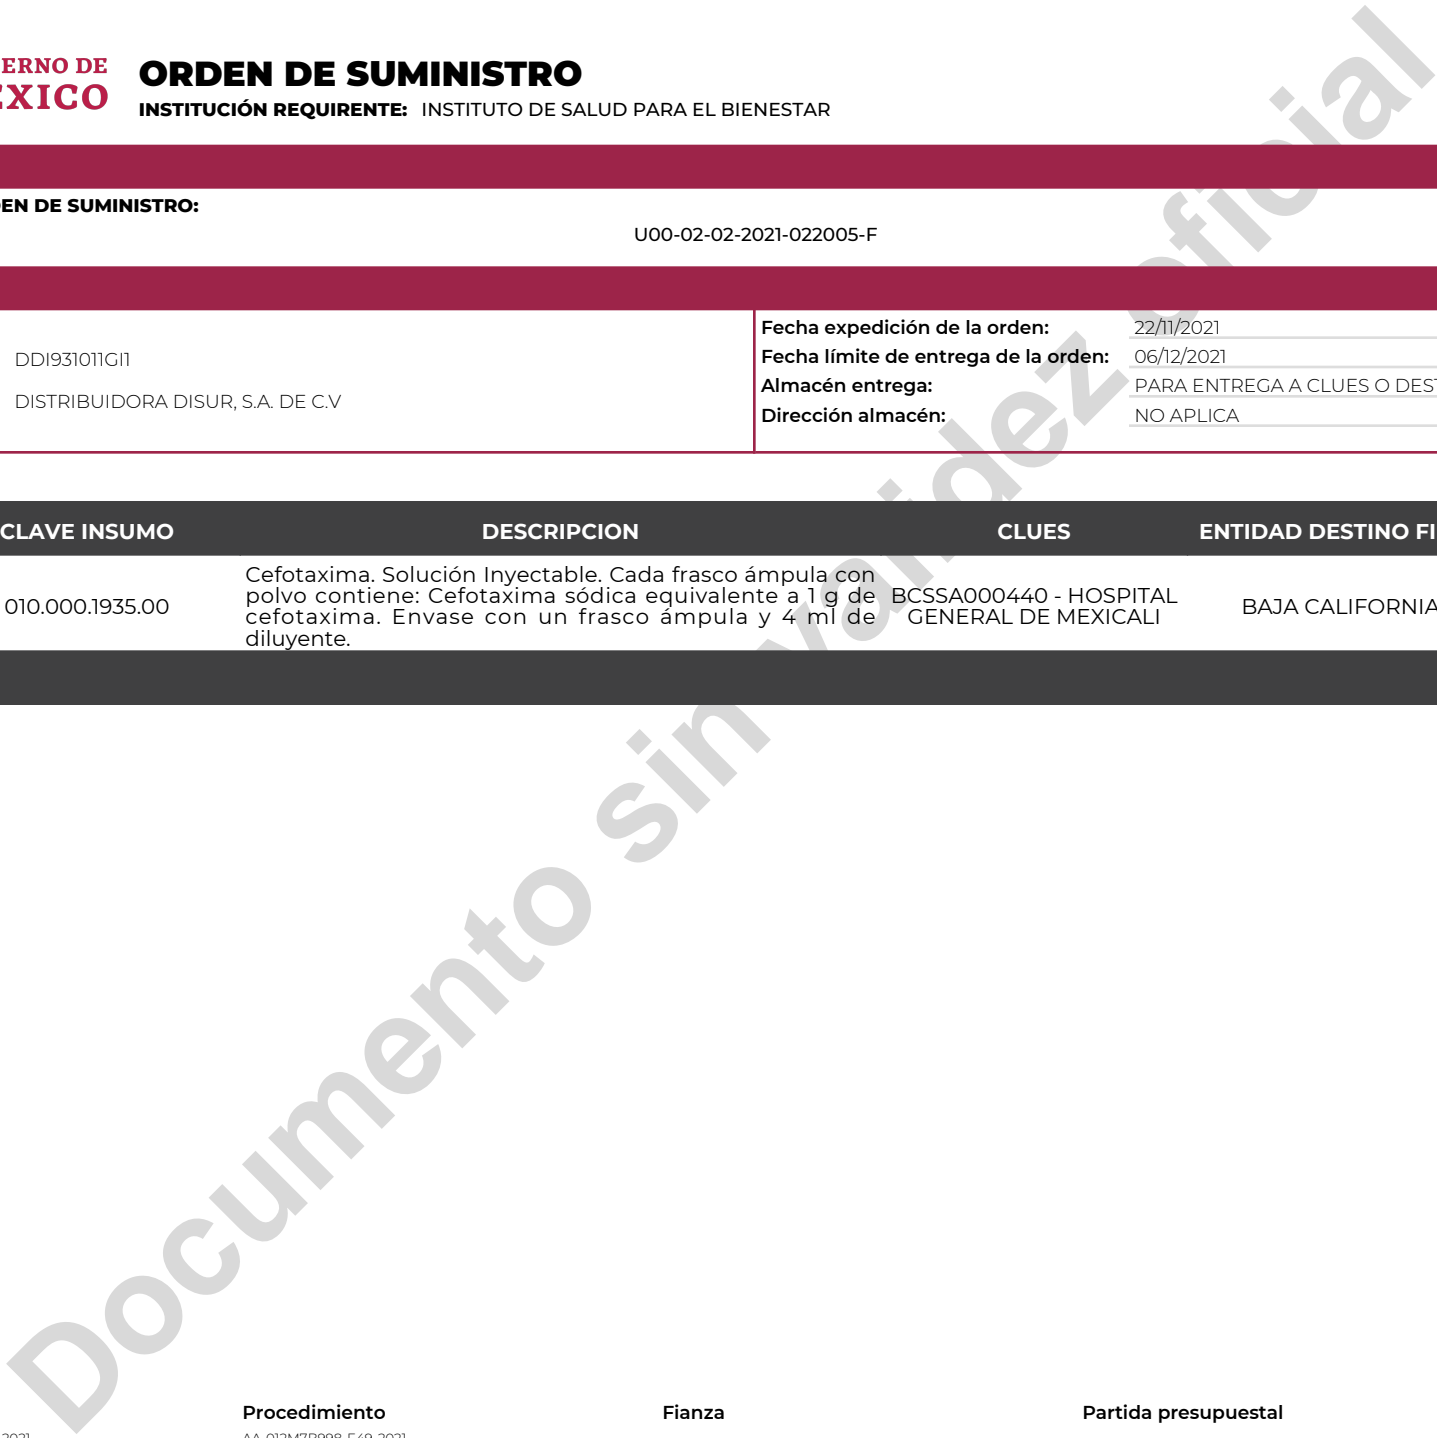 ERNO DE
ÉXICO
ORDEN DE SUMINISTRO
INSTITUCIÓN REQUIRENTE: INSTITUTO DE SALUD PARA EL BIENESTAR
EN DE SUMINISTRO:
U00-02-02-2021-022005-F
DDI931011GI1
DISTRIBUIDORA DISUR, S.A. DE C.V
Fecha expedición de la orden: 22/11/2021
Fecha límite de entrega de la orden: 06/12/2021
Almacén entrega: PARA ENTREGA A CLUES O DEST
Dirección almacén: NO APLICA
CLAVE INSUMO DESCRIPCION CLUES ENTIDAD DESTINO FI
010.000.1935.00
Cefotaxima. Solución Inyectable. Cada frasco ámpula con
polvo contiene: Cefotaxima sódica equivalente a 1 g de
cefotaxima. Envase con un frasco ámpula y 4 ml de
diluyente.
BCSSA000440 - HOSPITAL
GENERAL DE MEXICALI
BAJA CALIFORNIA
Documento sin validez oficial
Procedimiento Fianza Partida presupuestal